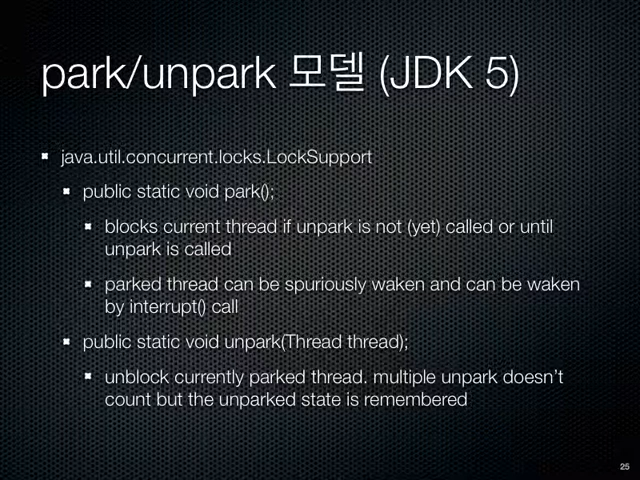 park/unpark 모델 (JDK 5)
java.util.concurrent.locks.LockSupport
public static void park();
blocks current thread if unpark is not (yet) called or until
unpark is called
parked thread can be spuriously waken and can be waken
by interrupt() call
public static void unpark(Thread thread);
unblock currently parked thread. multiple unpark doesn’t
count but the unparked state is remembered
25